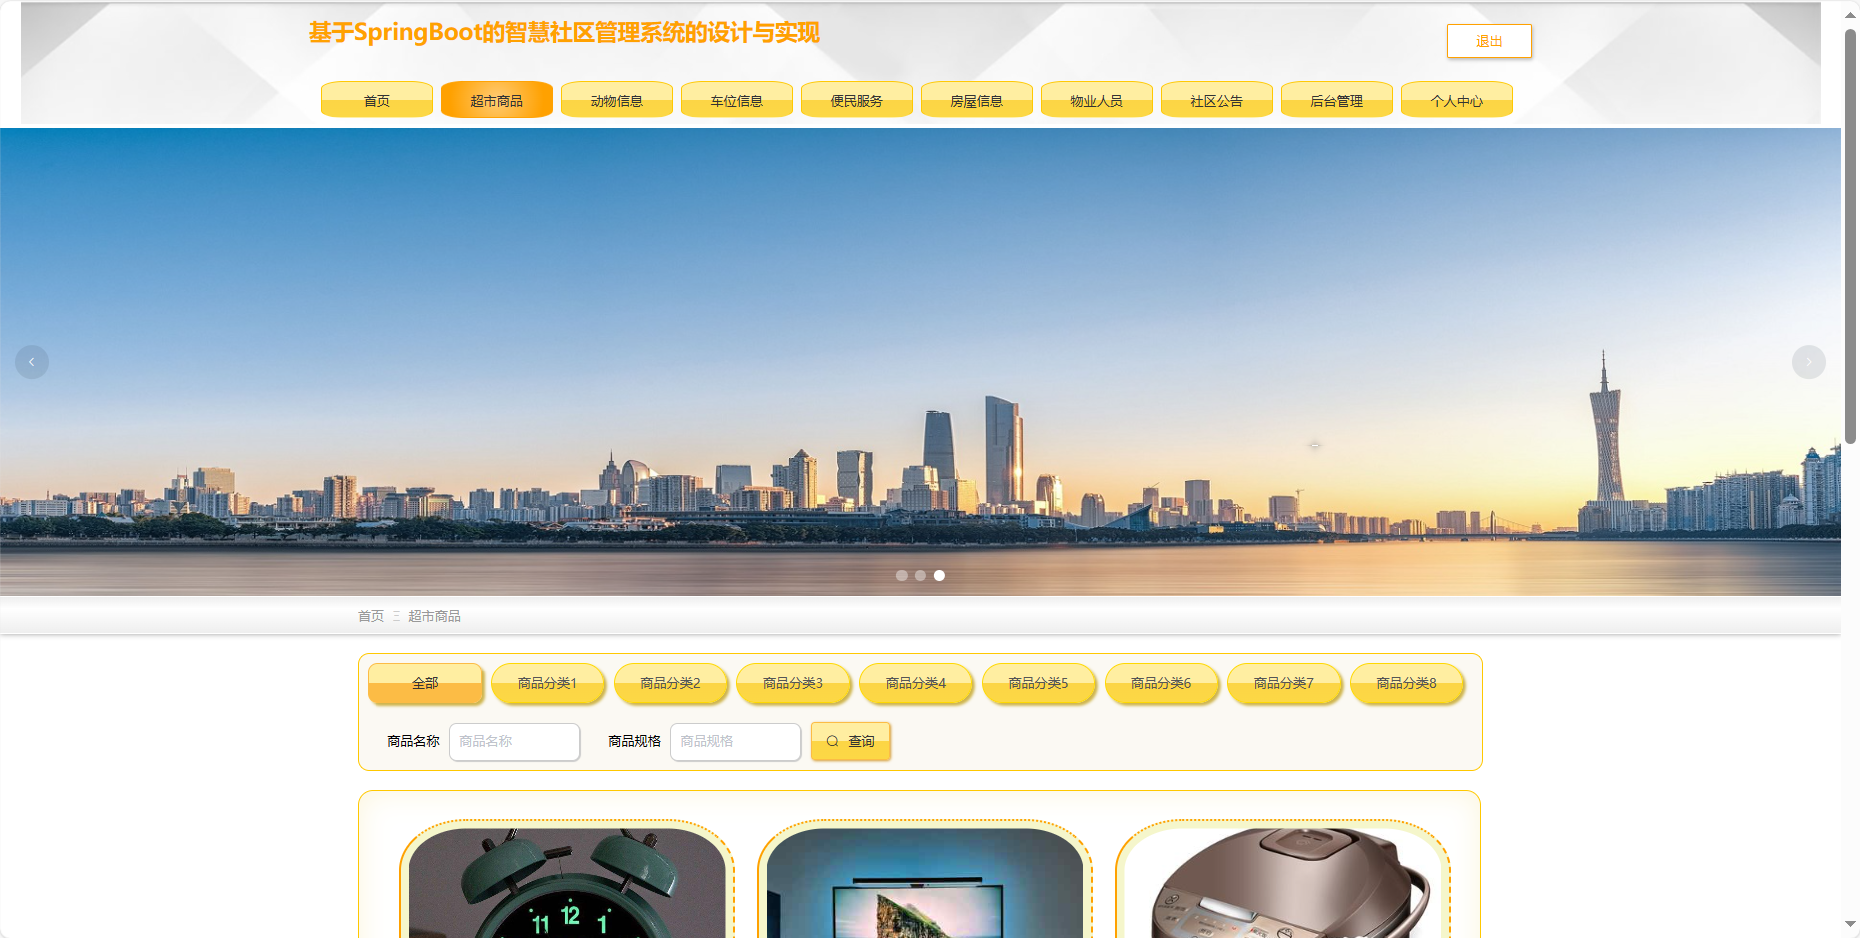 基于SpringBoot的智慧社区管理系统的设计与实现
退出
首页 超市商品 动物信息 车位信息 便民服务 房屋信息 物业人员 社区公告 后台管理 个人中心
首页 三 超市商品
全部 商品分类1 商品分类2 商品分类3 商品分类4 商品分类5 商品分类6 商品分类7 商品分类8
商品名称 商品名称 商品规格 商品规格 查询
11 12 1